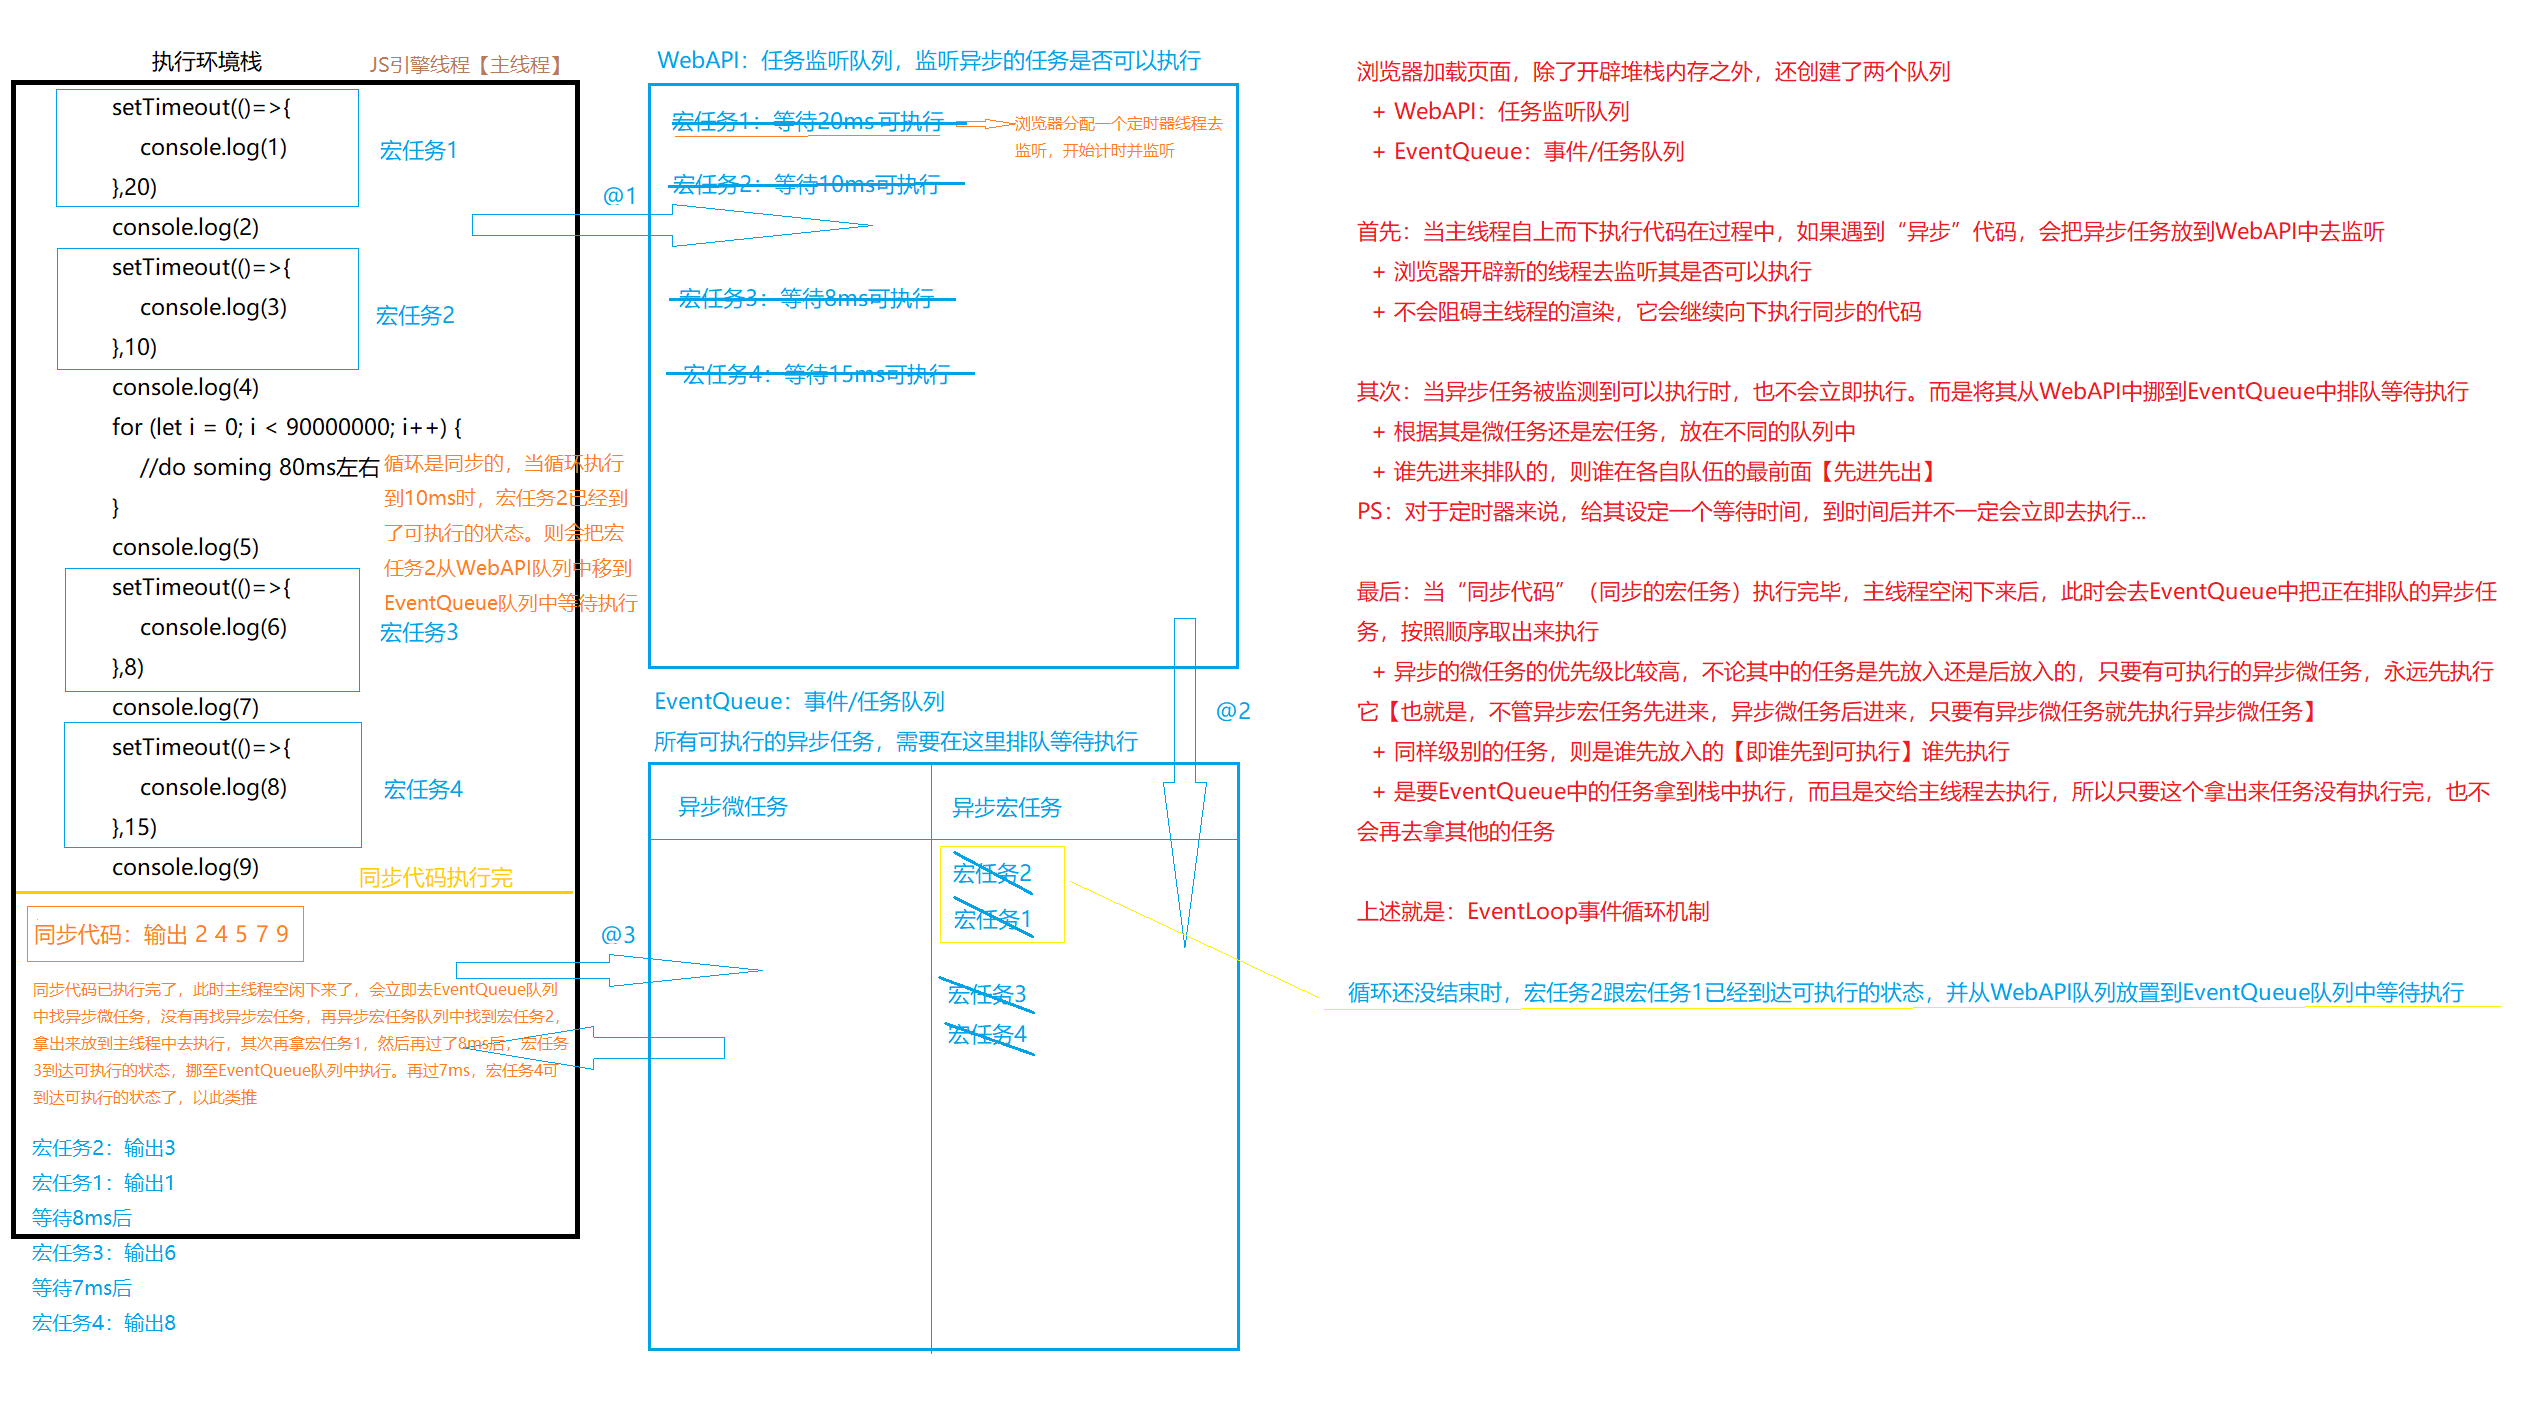 执行环境栈
JS引擎线程【主线程】
setTimeout(()=>{
console.log(1)
},20)
宏任务1
console.log(2)
setTimeout(()=>{
console.log(3)
},10)
宏任务2
console.log(4)
for (let i = 0; i < 90000000; i++) {
//do soming 80ms左右
}
循环是同步的，当循环执行
到10ms时，宏任务2已经到
了可执行的状态。则会把宏
任务2从WebAPI队列中移到
EventQueue队列中等待执行
console.log(5)
setTimeout(()=>{
console.log(6)
},8)
宏任务3
console.log(7)
setTimeout(()=>{
console.log(8)
},15)
宏任务4
console.log(9)
同步代码执行完
同步代码：输出 2 4 5 7 9
同步代码已执行完了，此时主线程空闲下来了，会立即去EventQueue队列
中找异步微任务，没有再找异步宏任务，再异步宏任务队列中找到宏任务2，
拿出来放到主线程中去执行，其次再拿宏任务1，然后再过了8ms后，宏任务
3到达可执行的状态，挪至EventQueue队列中执行。再过7ms，宏任务4可
到达可执行的状态了，以此类推
宏任务2：输出3
宏任务1：输出1
等待8ms后
宏任务3：输出6
等待7ms后
宏任务4：输出8
@1
@3
WebAPI：任务监听队列，监听异步的任务是否可以执行
宏任务1：等待20ms可执行
浏览器分配一个定时器线程去
监听，开始计时并监听
宏任务2：等待10ms可执行
宏任务3：等待8ms可执行
宏任务4：等待15ms可执行
@2
EventQueue：事件/任务队列
所有可执行的异步任务，需要在这里排队等待执行
异步微任务
异步宏任务
宏任务2
宏任务1
宏任务3
宏任务4
浏览器加载页面，除了开辟堆栈内存之外，还创建了两个队列
+ WebAPI：任务监听队列
+ EventQueue：事件/任务队列
首先：当主线程自上而下执行代码在过程中，如果遇到“异步”代码，会把异步任务放到WebAPI中去监听
+ 浏览器开辟新的线程去监听其是否可以执行
+ 不会阻碍主线程的渲染，它会继续向下执行同步的代码
其次：当异步任务被监测到可以执行时，也不会立即执行。而是将其从WebAPI中挪到EventQueue中排队等待执行
+ 根据其是微任务还是宏任务，放在不同的队列中
+ 谁先进来排队的，则谁在各自队伍的最前面【先进先出】
PS：对于定时器来说，给其设定一个等待时间，到时间后并不一定会立即去执行...
最后：当“同步代码”（同步的宏任务）执行完毕，主线程空闲下来后，此时会去EventQueue中把正在排队的异步任
务，按照顺序取出来执行
+ 异步的微任务的优先级比较高，不论其中的任务是先放入还是后放入的，只要有可执行的异步微任务，永远先执行
它【也就是，不管异步宏任务先进来，异步微任务后进来，只要有异步微任务就先执行异步微任务】
+ 同样级别的任务，则是谁先放入的【即谁先到可执行】谁先执行
+ 是要EventQueue中的任务拿到栈中执行，而且是交给主线程去执行，所以只要这个拿出来任务没有执行完，也不
会再去拿其他的任务
上述就是：EventLoop事件循环机制
循环还没结束时，宏任务2跟宏任务1已经到达可执行的状态，并从WebAPI队列放置到EventQueue队列中等待执行